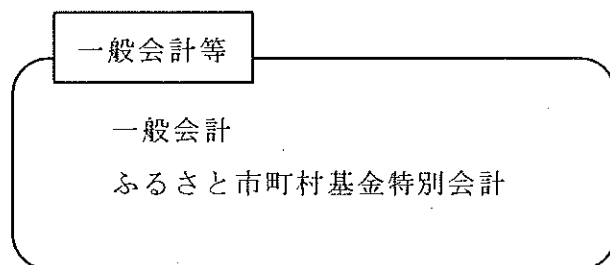 一般会計等
一般会計
ふるさと市町村基金特別会計